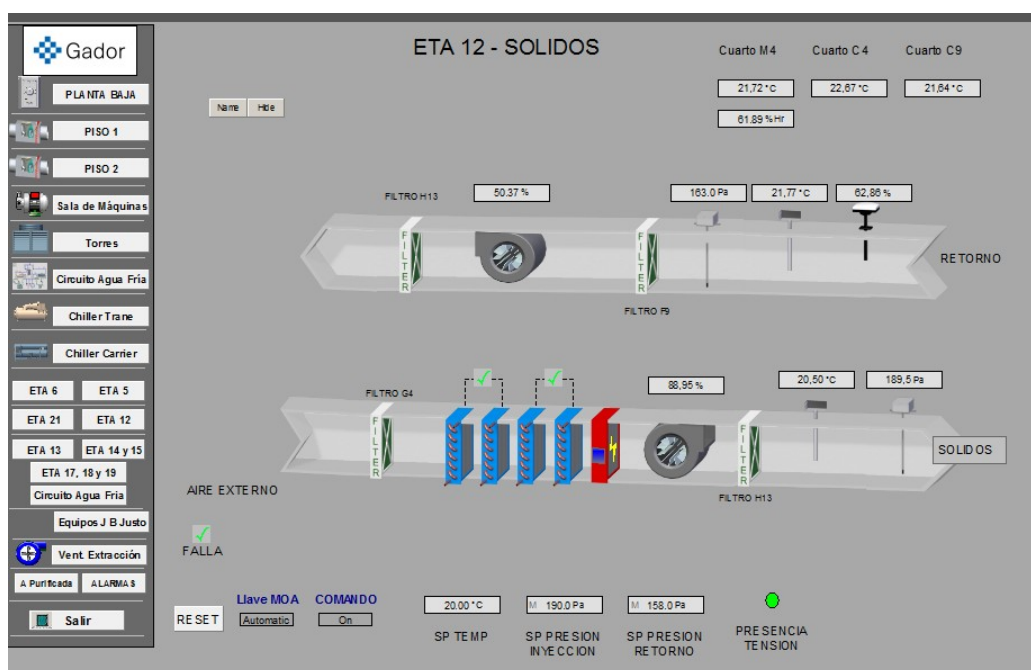 Gador
PLANTA BAJA
PISO 1
PISO 2
Sala de Máquinas
Torres
Circuito Agua Fría
Chiller Trane
Chiller Carrier
ETA 6
ETA 5
ETA 21
ETA 12
ETA 13
ETA 14 y 15
ETA 17, 18 y 19
Circuito Agua Fria
Equipos J B Justo
Vent. Extracción
A Purificada
ALARMAS
Salir
ETA 12 - SOLIDOS
Name
Hide
Cuarto M4
Cuarto C4
Cuarto C9
21,72 °C
22,67 °C
21,64 °C
61.89 %Hr
FILTRO H13
50.37 %
163.0 Pa
21,77 °C
62,86 %
FILTER
FILTER
RETORNO
FILTRO F9
FILTRO G4
88,95 %
20,50 °C
189,5 Pa
FILTER
FILTER
SOLIDOS
FILTRO H13
AIRE EXTERNO
FALLA
RESET
Llave MOA
Automatic
COMANDO
On
20.00 °C
SP TEMP
M 190.0 Pa
SP PRESION
INYECCION
M 158.0 Pa
SP PRESION
RETORNO
PRESENCIA
TENSION